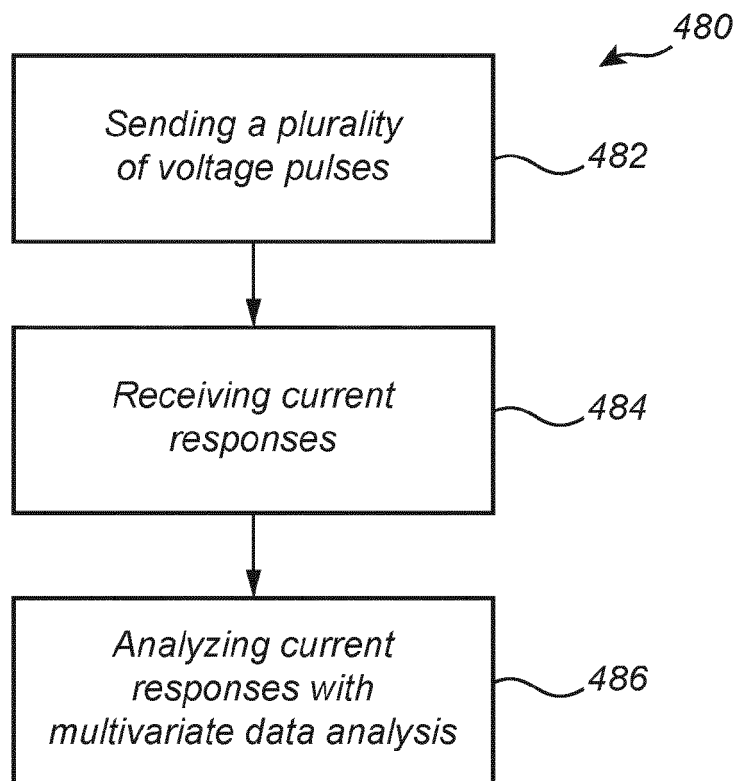 480
Sending a plurality
of voltage pulses
482
Receiving current
responses
484
Analyzing current
responses with
multivariate data analysis
486